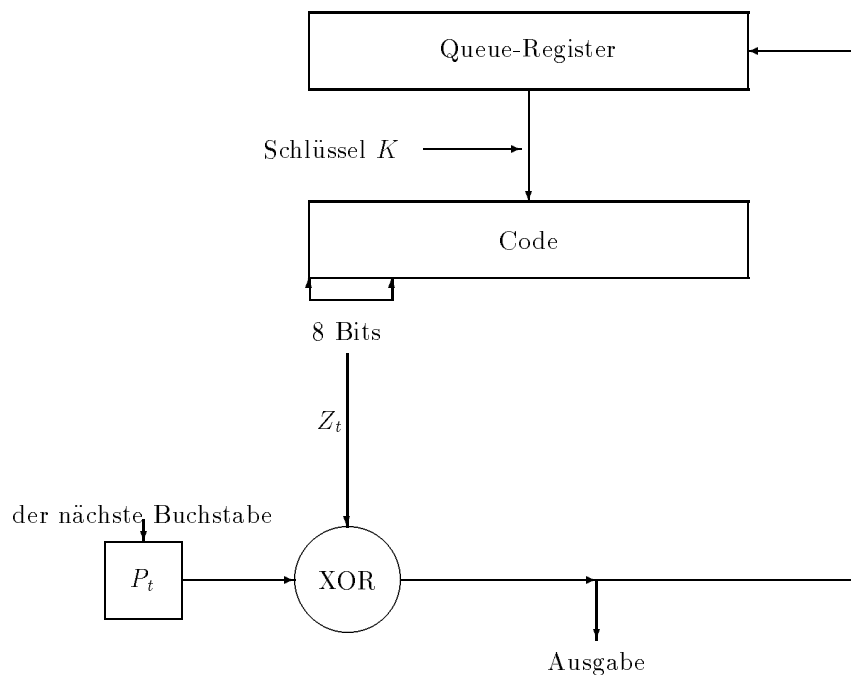 Queue-Register
Schlüssel K
Code
8 Bits
Z_t
der nächste Buchstabe
P_t
XOR
Ausgabe